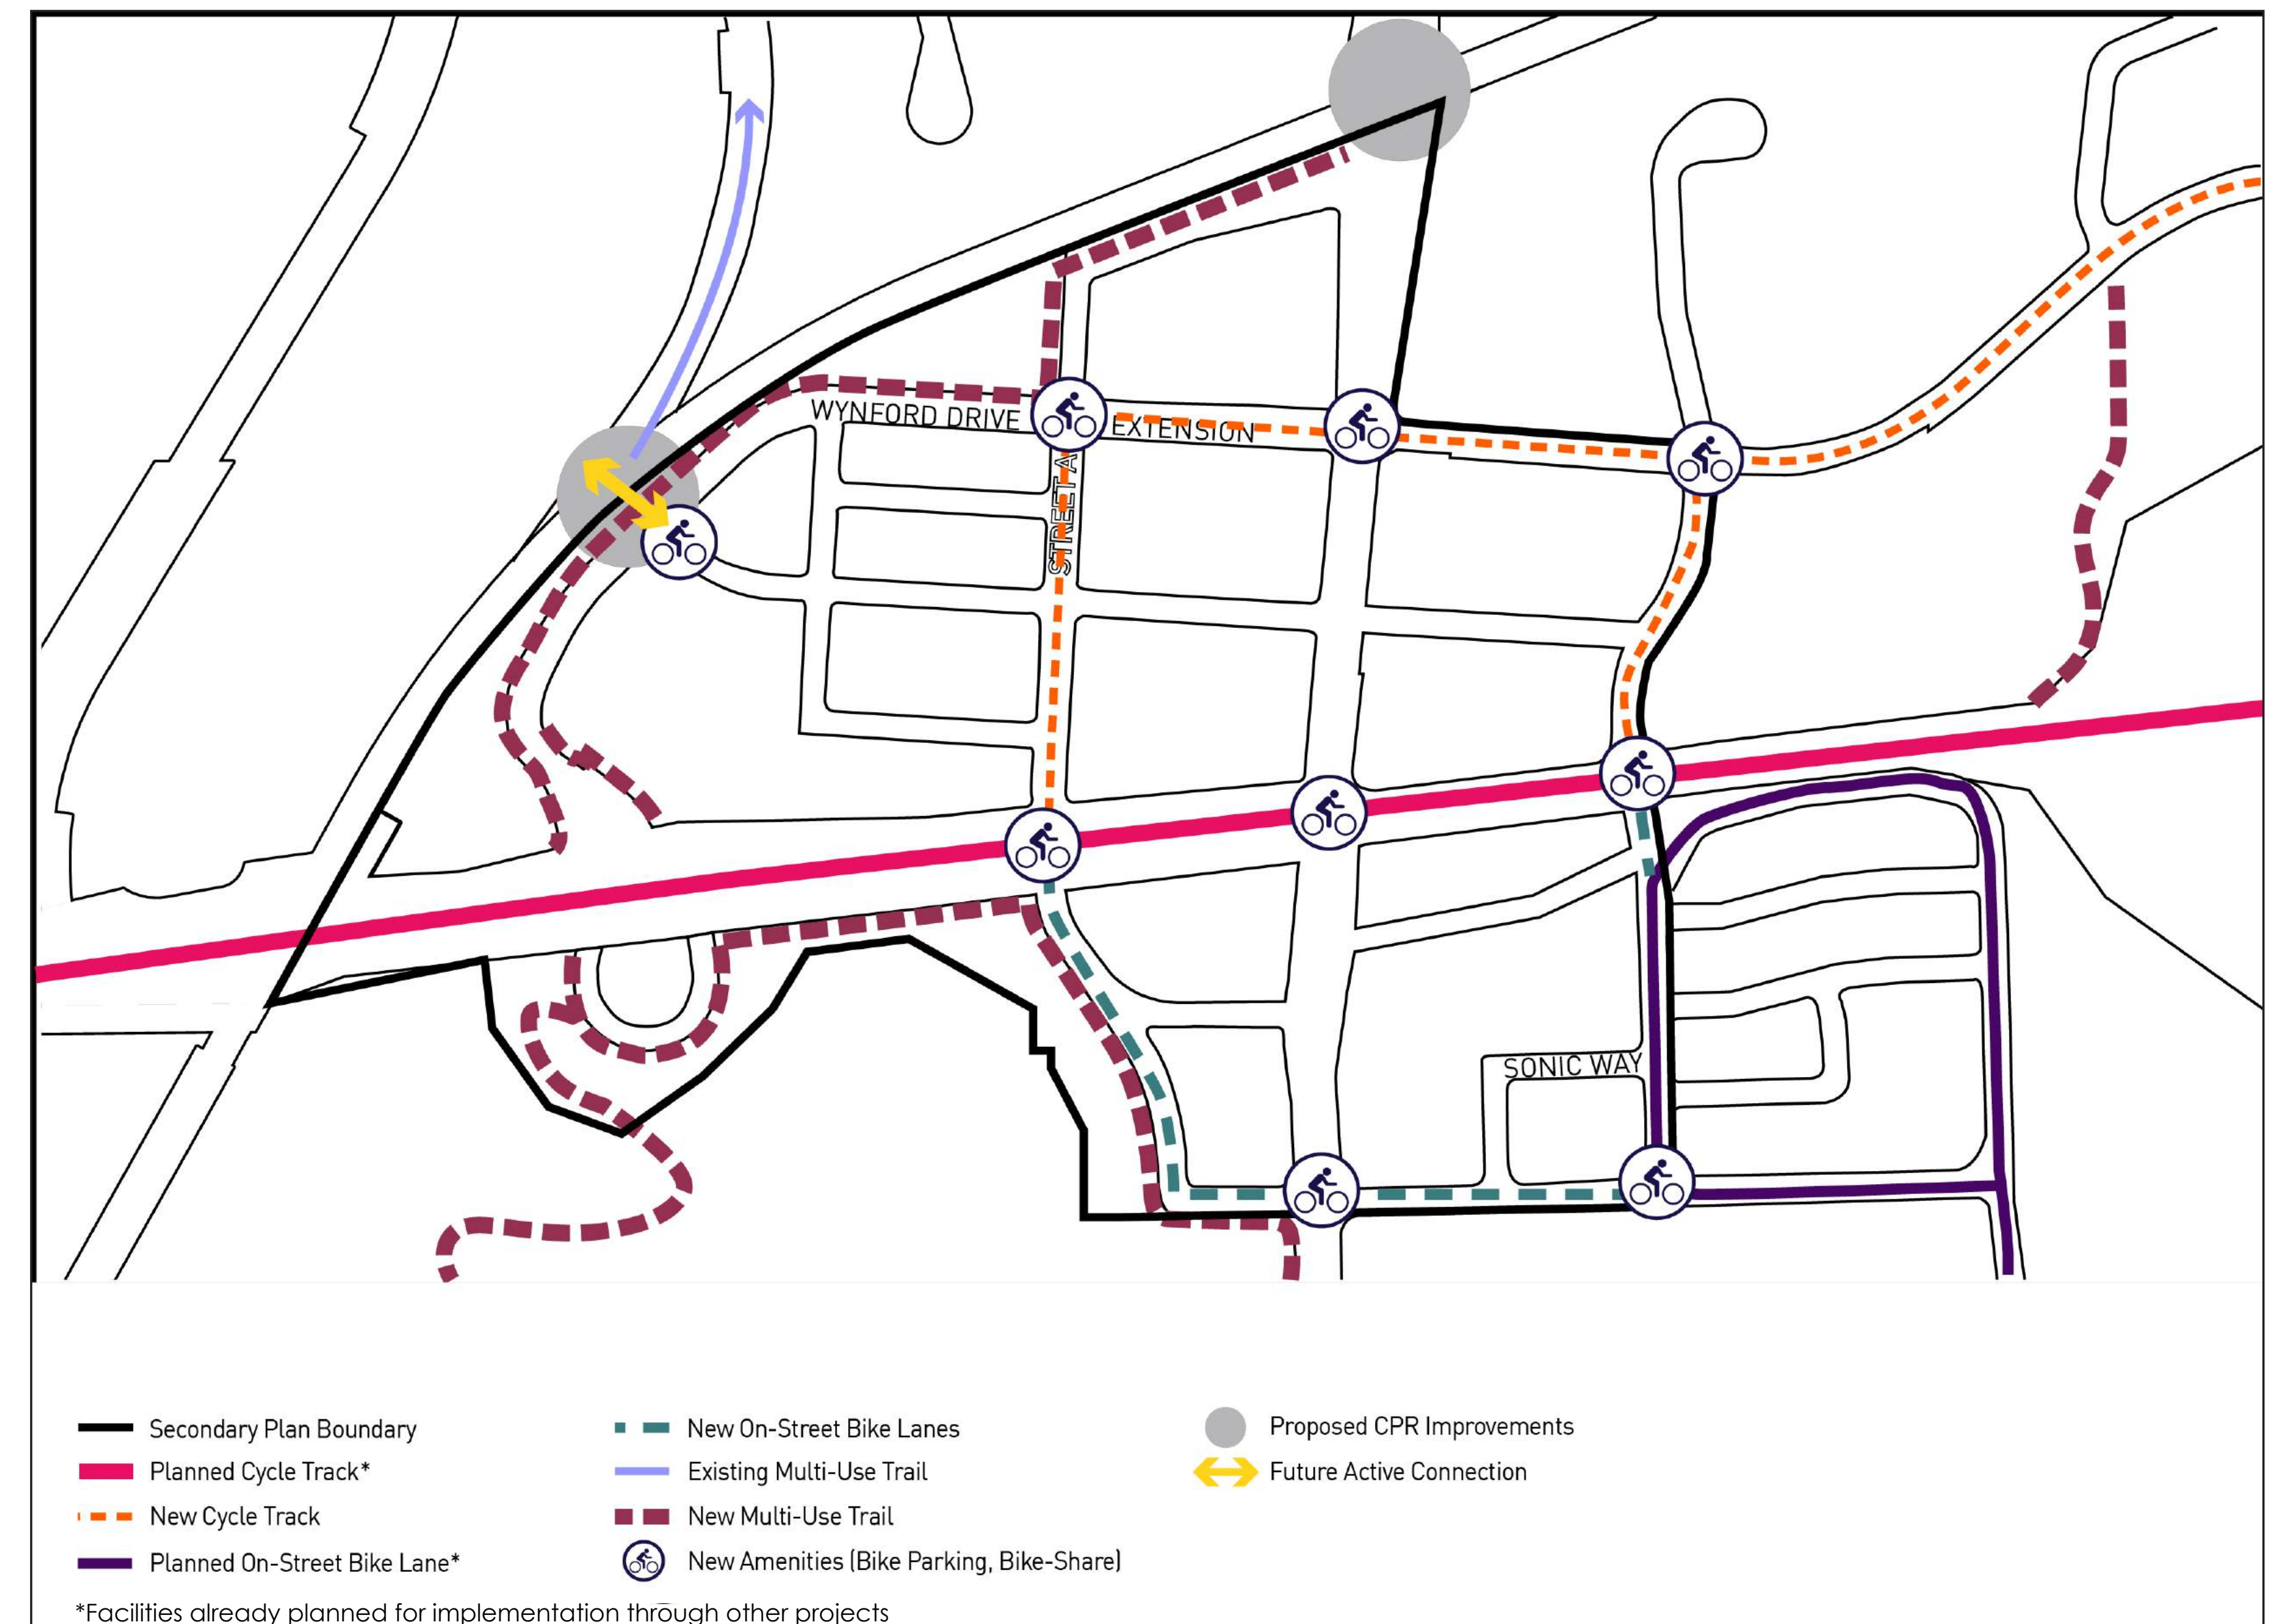 WYNFORD DRIVE
EXTENSION
STREET A
SONIC WAY
Secondary Plan Boundary
Planned Cycle Track*
New Cycle Track
Planned On-Street Bike Lane*
New On-Street Bike Lanes
Existing Multi-Use Trail
New Multi-Use Trail
New Amenities (Bike Parking, Bike-Share)
Proposed CPR Improvements
Future Active Connection
*Facilities already planned for implementation through other projects